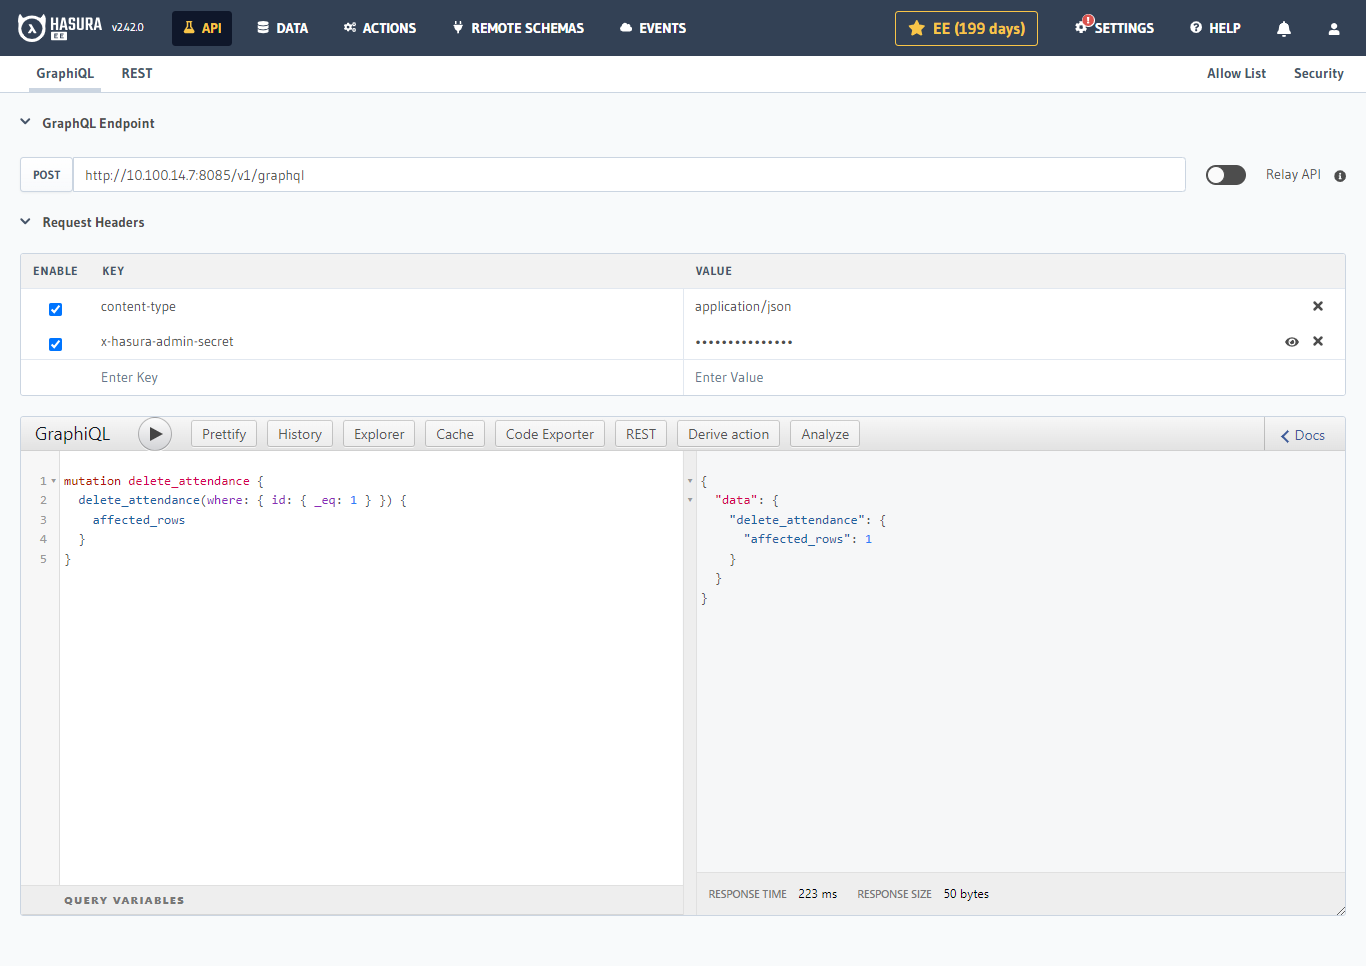 HASURA EE v2.42.0 API DATA ACTIONS REMOTE SCHEMAS EVENTS EE (199 days) ! SETTINGS HELP
GraphiQL REST Allow List Security
GraphQL Endpoint
POST http://10.100.14.7:8085/v1/graphql Relay API
Request Headers
ENABLE KEY VALUE
content-type application/json
x-hasura-admin-secret •••••••••••••••
Enter Key Enter Value
GraphiQL Prettify History Explorer Cache Code Exporter REST Derive action Analyze Docs
1 mutation delete_attendance {
2 delete_attendance(where: { id: { _eq: 1 } }) {
3 affected_rows
4 }
5 }
{
"data": {
"delete_attendance": {
"affected_rows": 1
}
}
}
QUERY VARIABLES
RESPONSE TIME 223 ms RESPONSE SIZE 50 bytes